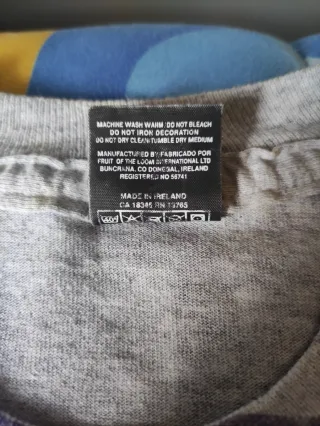 MACHINE WASH WARM/DO NOT BLEACH
DO NOT IRON DECORATION
DO NOT DRY CLEAN/TUMBLE DRY MEDIUM
MANUFACTURED BY/FABRICADO POR
FRUIT OF THE LOOM INTERNATIONAL LTD
BUNCRANA, CO DONEGAL, IRELAND
REGISTERED NO 56741
MADE IN IRELAND
CA 18345 RN 13765